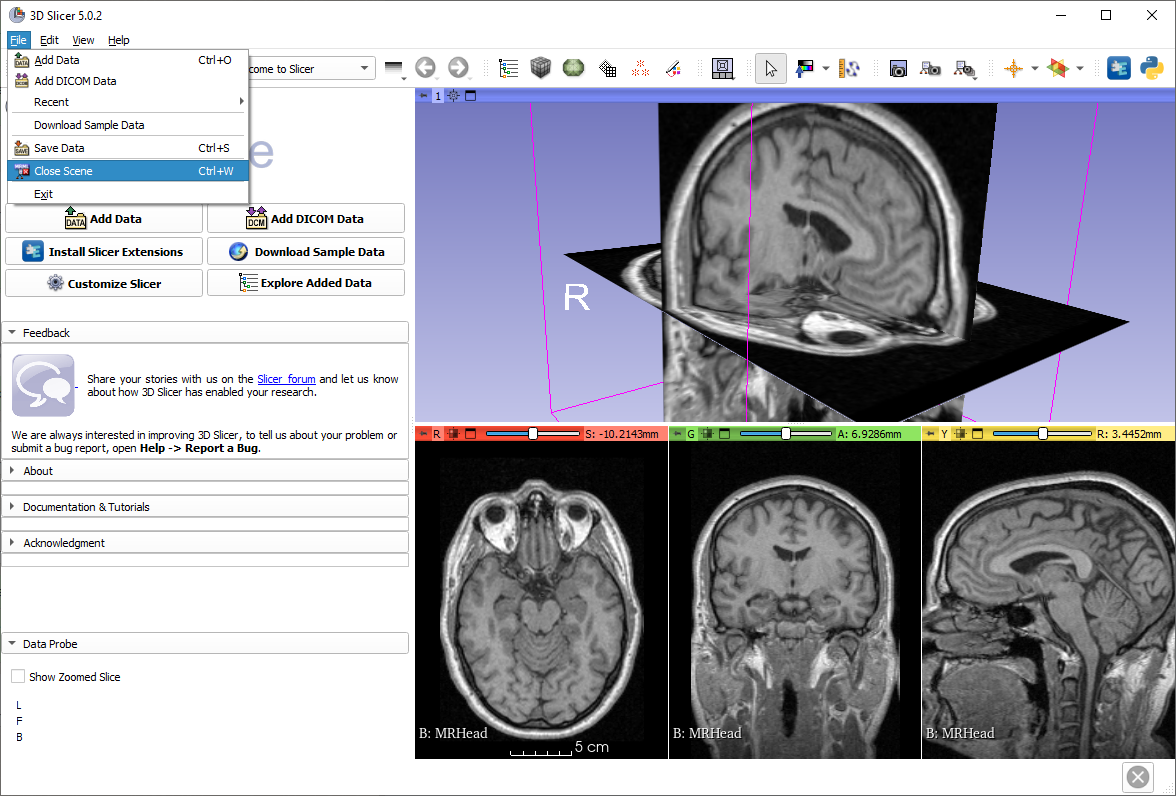 3D Slicer 5.0.2
File Edit View Help
Add Data Ctrl+O
Add DICOM Data
Recent
Download Sample Data
Save Data Ctrl+S
Close Scene Ctrl+W
Exit
come to Slicer
e
Add Data
Add DICOM Data
Install Slicer Extensions
Download Sample Data
Customize Slicer
Explore Added Data
Feedback
Share your stories with us on the Slicer forum and let us know
about how 3D Slicer has enabled your research.
We are always interested in improving 3D Slicer, to tell us about your problem or
submit a bug report, open Help -> Report a Bug.
About
Documentation & Tutorials
Acknowledgment
Data Probe
Show Zoomed Slice
L
F
B
1
R
R S: -10.2143mm
B: MRHead
5 cm
G A: 6.9286mm
B: MRHead
Y R: 3.4452mm
B: MRHead
DATA
DCM
SAVE
DATA
DCM